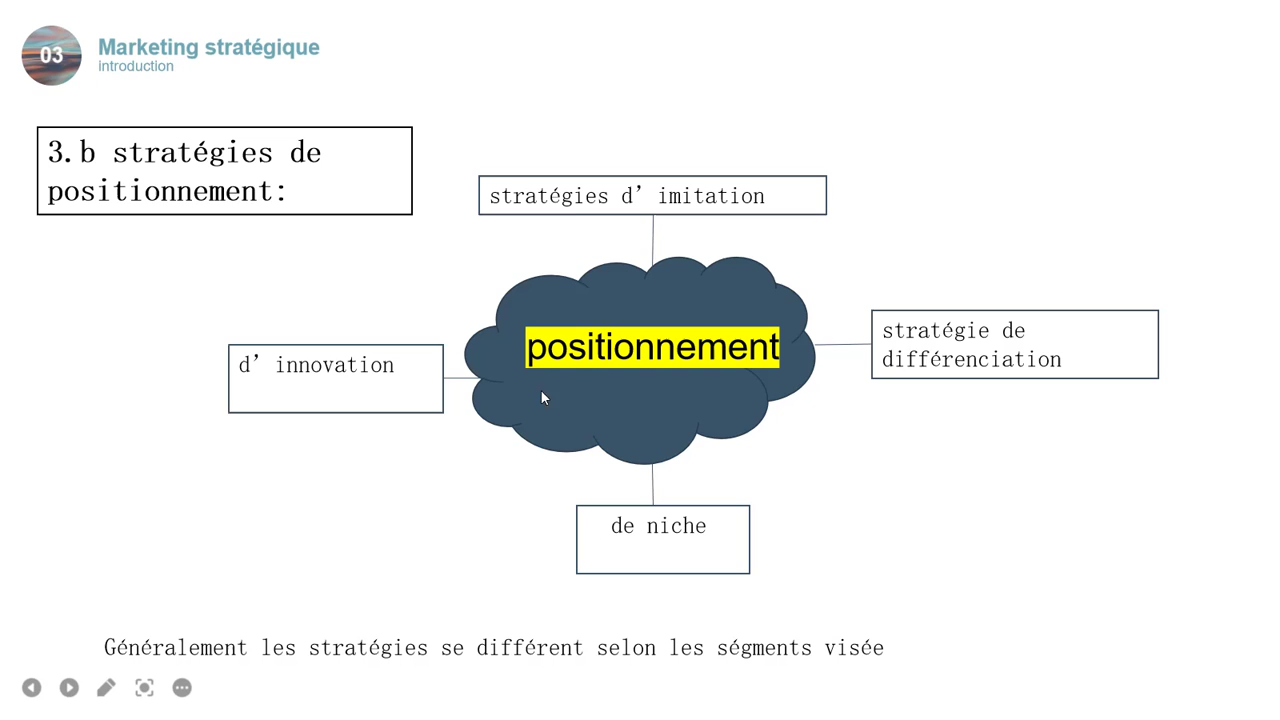 03
Marketing stratégique
introduction
3.b stratégies de
positionnement:
stratégies d’ imitation
positionnement
stratégie de
différenciation
d’ innovation
de niche
Généralement les stratégies se différent selon les ségments visée